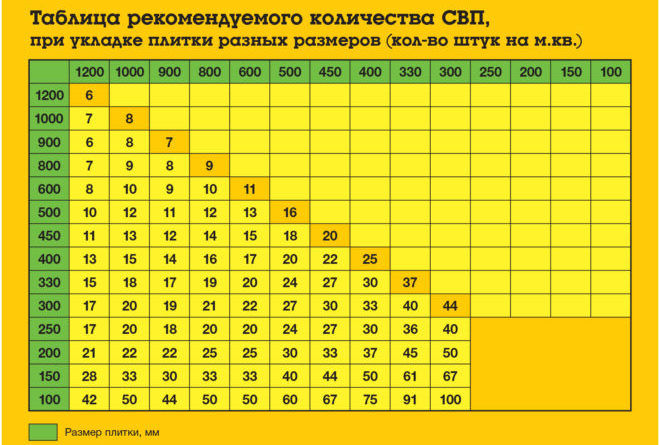 Таблица рекомендуемого количества СВП,
при укладке плитки разных размеров (кол-во штук на м.кв.)
1200 1000 900 800 600 500 450 400 330 300 250 200 150 100
1200 6
1000 7 8
900 6 8 7
800 7 9 8 9
600 8 10 9 10 11
500 10 12 11 12 13 16
450 11 13 12 14 15 18 20
400 13 15 14 16 17 20 22 25
330 15 18 17 19 20 24 27 30 37
300 17 20 19 21 22 27 30 33 40 44
250 17 20 18 20 20 24 27 30 36 40
200 21 22 22 25 25 30 33 37 45 50
150 28 33 30 33 33 40 44 50 61 67
100 42 50 44 50 50 60 67 75 91 100
Размер плитки, мм